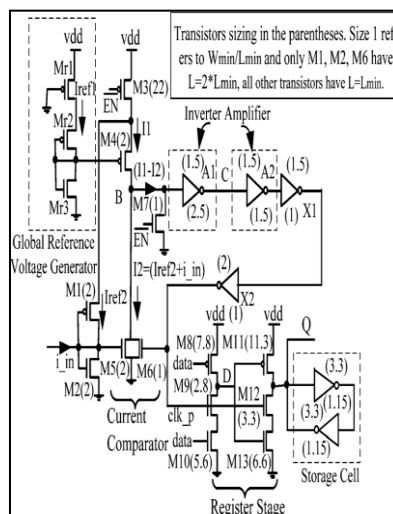 Transistors sizing in the parentheses. Size 1 ref
ers to Wmin/Lmin and only M1, M2, M6 have
L=2*Lmin, all other transistors have L=Lmin.
vdd
vdd
Mr1
Iref1
M3(22)
EN
Mr2
I1
Inverter Amplifier
M4(2)
(1.5)
(1.5)
(1.5)
(I1-I2)
A1
C
A2
B
Mr3
M7(1)
(2.5)
(1.5)
(1)
X1
EN
Global Reference
Voltage Generator
I2=(Iref2+i_in)
(2)
M1(2)
Iref2
X2
(1)
vdd
vdd
Q
i_in
M8(7.8)
M11(11.3)
data
(3.3)
M5(2)
M6(1)
M2(2)
M9(2.8)
D
M12
(3.3)
(1.15)
Current
Comparator
clk_p
(3.3)
(1.15)
data
M10(5.6)
M13(6.6)
Storage Cell
Register Stage